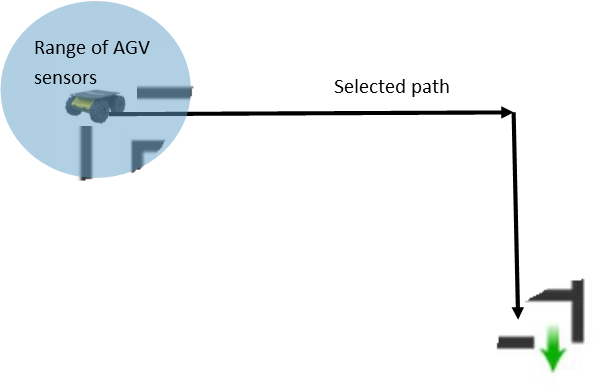 Range of AGV
sensors
Selected path